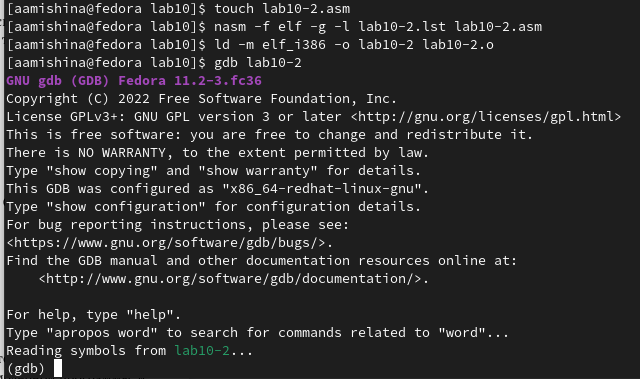 [aamishina@fedora lab10]$ touch lab10-2.asm
[aamishina@fedora lab10]$ nasm -f elf -g -l lab10-2.lst lab10-2.asm
[aamishina@fedora lab10]$ ld -m elf_i386 -o lab10-2 lab10-2.o
[aamishina@fedora lab10]$ gdb lab10-2
GNU gdb (GDB) Fedora 11.2-3.fc36
Copyright (C) 2022 Free Software Foundation, Inc.
License GPLv3+: GNU GPL version 3 or later <http://gnu.org/licenses/gpl.html>
This is free software: you are free to change and redistribute it.
There is NO WARRANTY, to the extent permitted by law.
Type "show copying" and "show warranty" for details.
This GDB was configured as "x86_64-redhat-linux-gnu".
Type "show configuration" for configuration details.
For bug reporting instructions, please see:
<https://www.gnu.org/software/gdb/bugs/>.
Find the GDB manual and other documentation resources online at:
    <http://www.gnu.org/software/gdb/documentation/>.

For help, type "help".
Type "apropos word" to search for commands related to "word"...
Reading symbols from lab10-2...
(gdb)